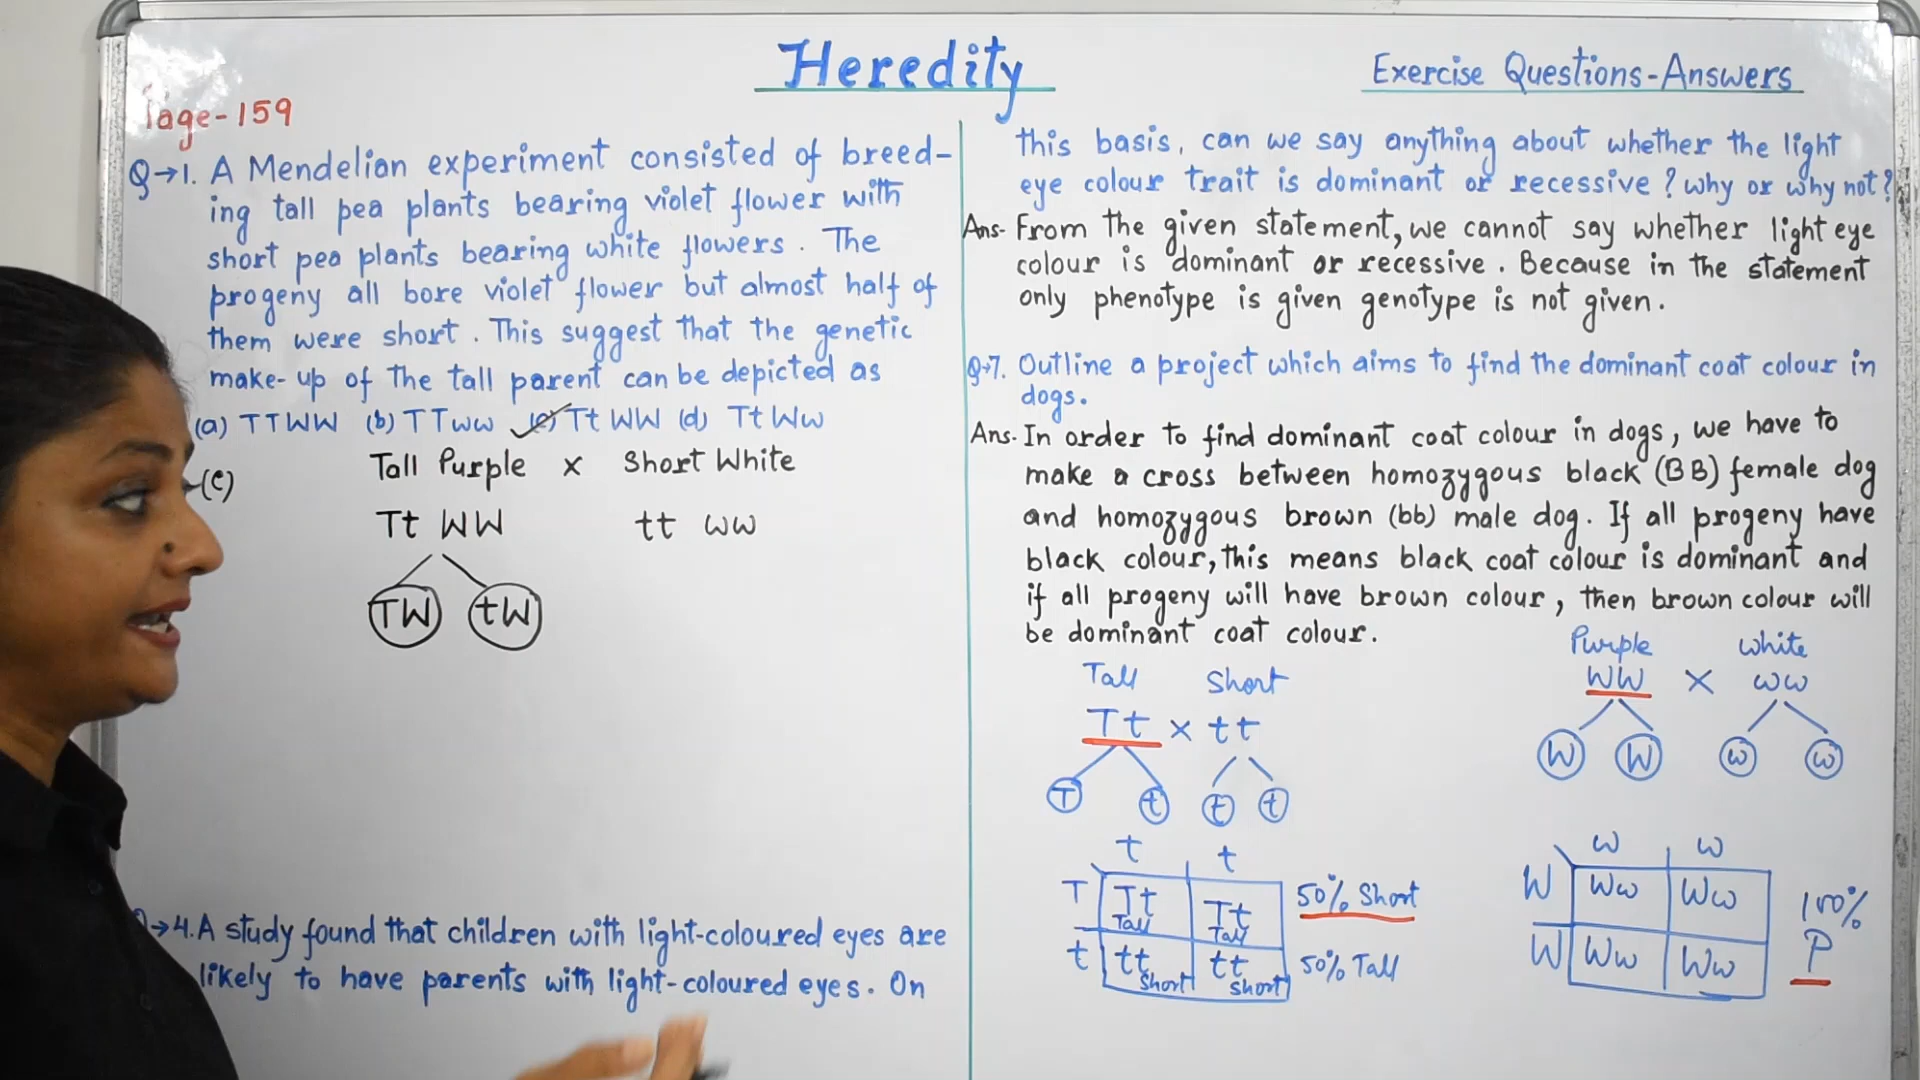 Heredity
Exercise Questions-Answers
Page-159
Q→1. A Mendelian experiment consisted of breed-
ing tall pea plants bearing violet flower with
short pea plants bearing white flowers. The
progeny all bore violet flower but almost half of
them were short. This suggest that the genetic
make-up of the tall parent can be depicted as
(a) TTWW (b) TTww (c) TtWW (d) TtWw
(c)
Tall Purple x Short White
Tt WW tt ww
TW tW
→4. A study found that children with light-coloured eyes are
likely to have parents with light-coloured eyes. On
this basis, can we say anything about whether the light
eye colour trait is dominant or recessive? why or why not?
Ans- From the given statement, we cannot say whether light eye
colour is dominant or recessive. Because in the statement
only phenotype is given genotype is not given.
Q→7. Outline a project which aims to find the dominant coat colour in
dogs.
Ans- In order to find dominant coat colour in dogs, we have to
make a cross between homozygous black (BB) female dog
and homozygous brown (bb) male dog. If all progeny have
black colour, this means black coat colour is dominant and
if all progeny will have brown colour, then brown colour will
be dominant coat colour.
Tall Short
Tt x tt
T t t t
t t
T Tt Tall Tt Tall 50% Short
t tt Short tt Short 50% Tall
Purple White
WW x ww
W W w w
w w
W Ww Ww 100%
W Ww Ww P